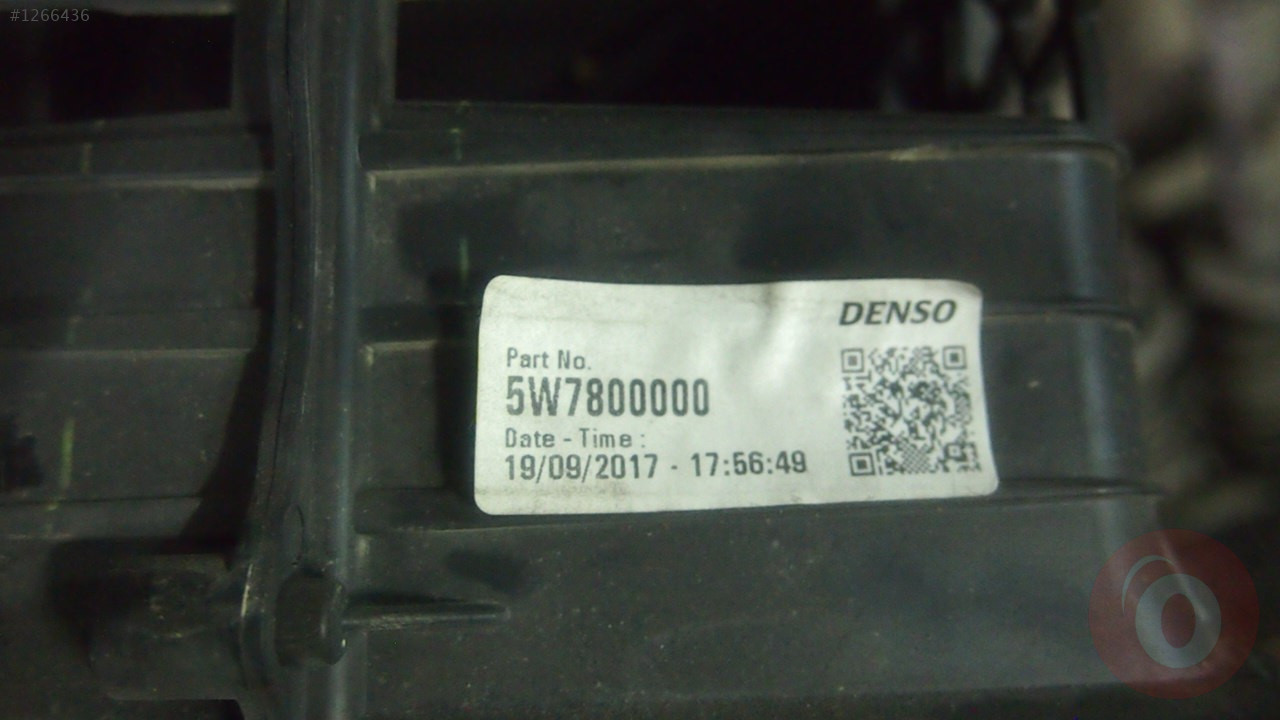 #1266436
DENSO
Part No.
5W7800000
Date - Time :
19/09/2017 - 17:56:49